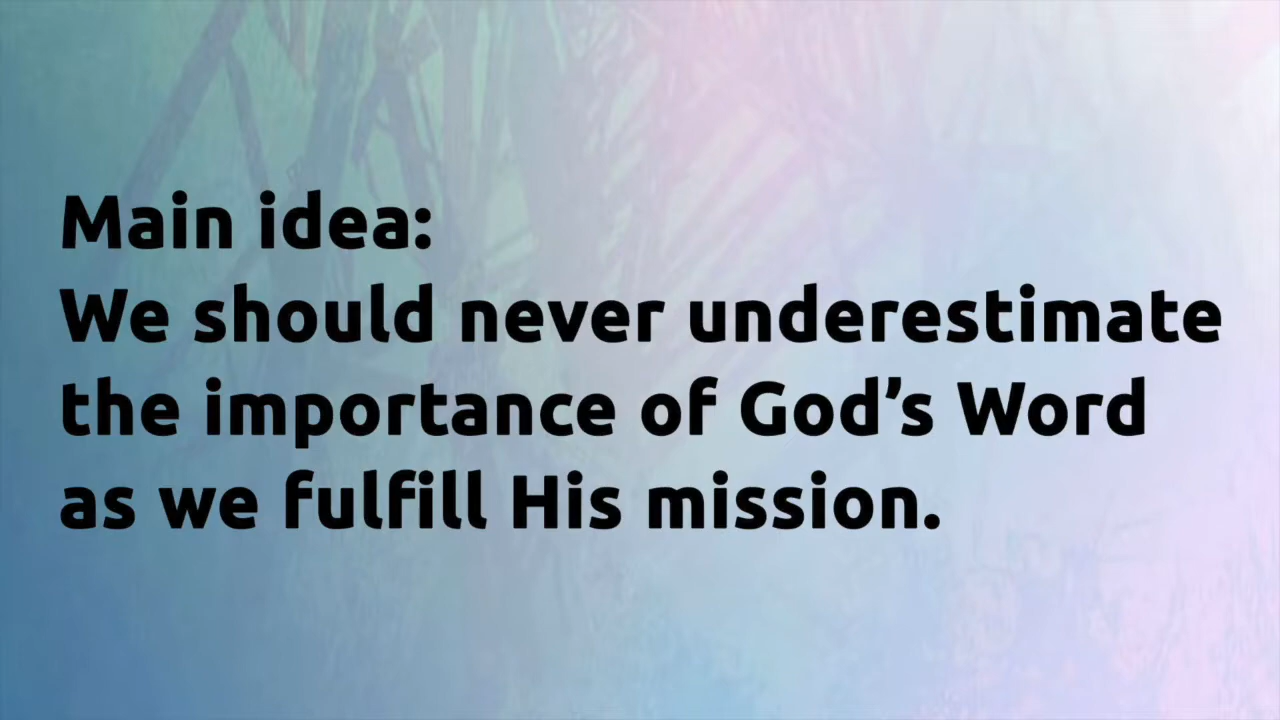 Main idea:
We should never underestimate
the importance of God’s Word
as we fulfill His mission.